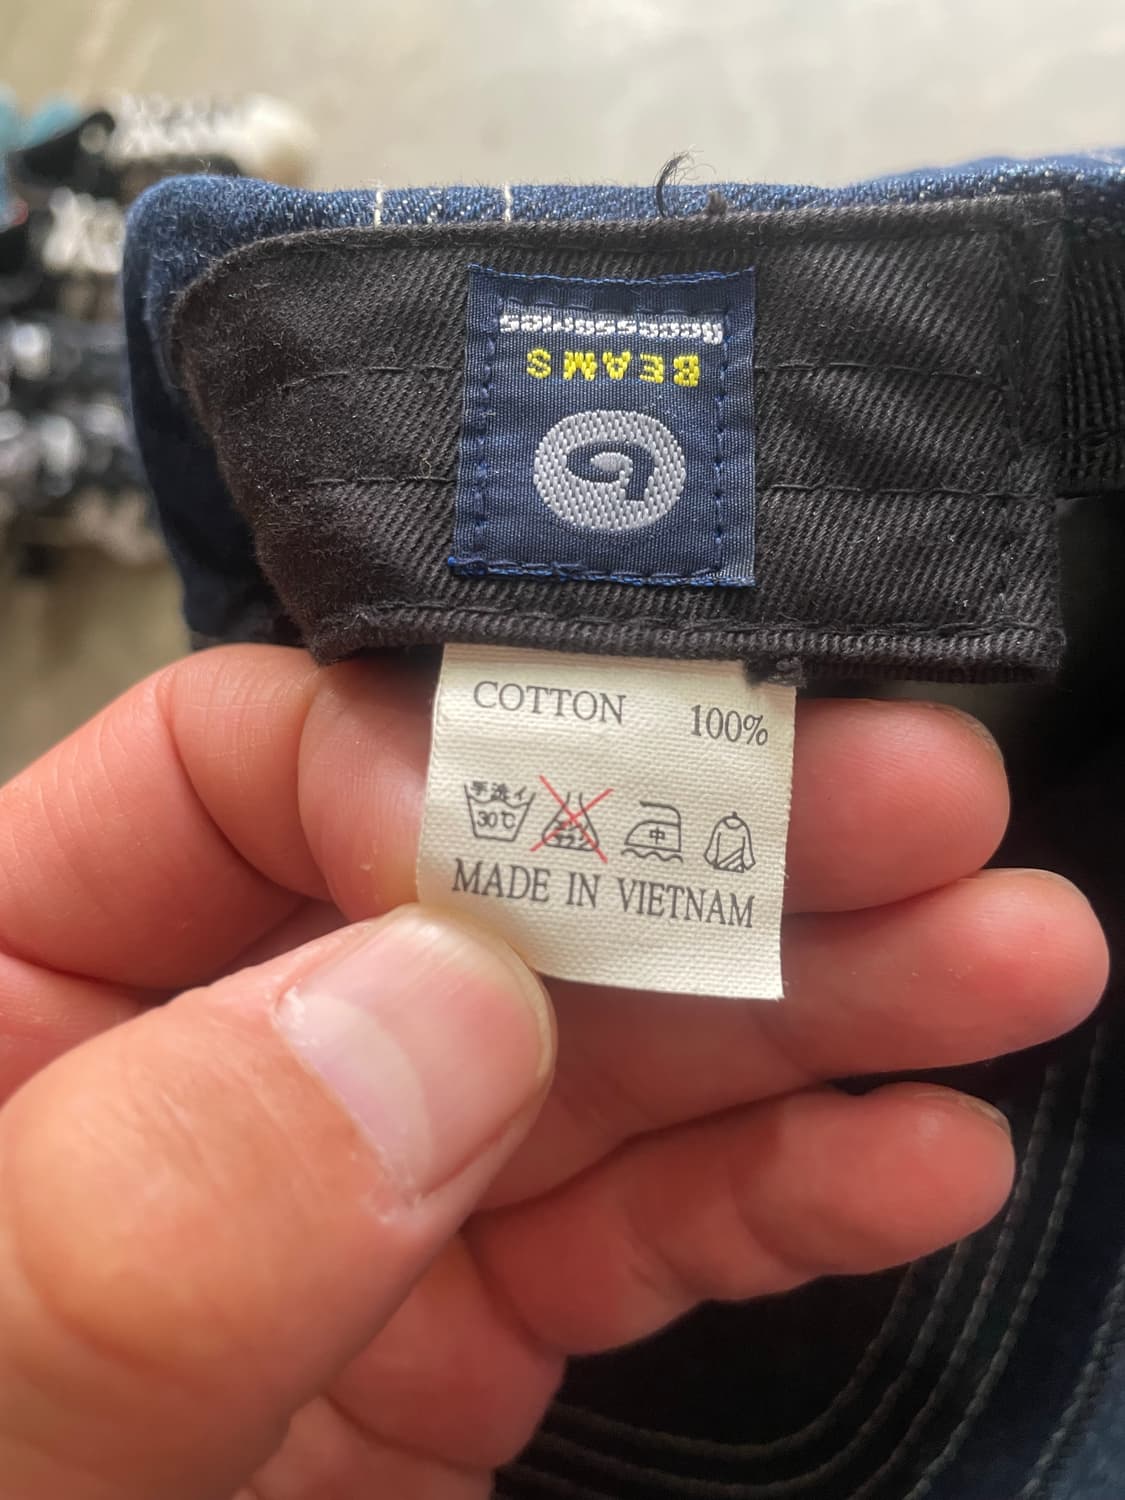 BEAMS
Accessories
COTTON 100%
手洗イ
30℃
中
MADE IN VIETNAM